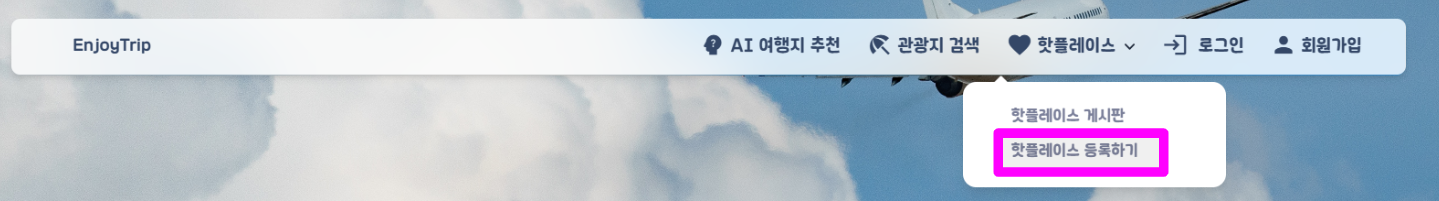 EnjoyTrip
AI 여행지 추천
관광지 검색
핫플레이스
로그인
회원가입
핫플레이스 게시판
핫플레이스 등록하기